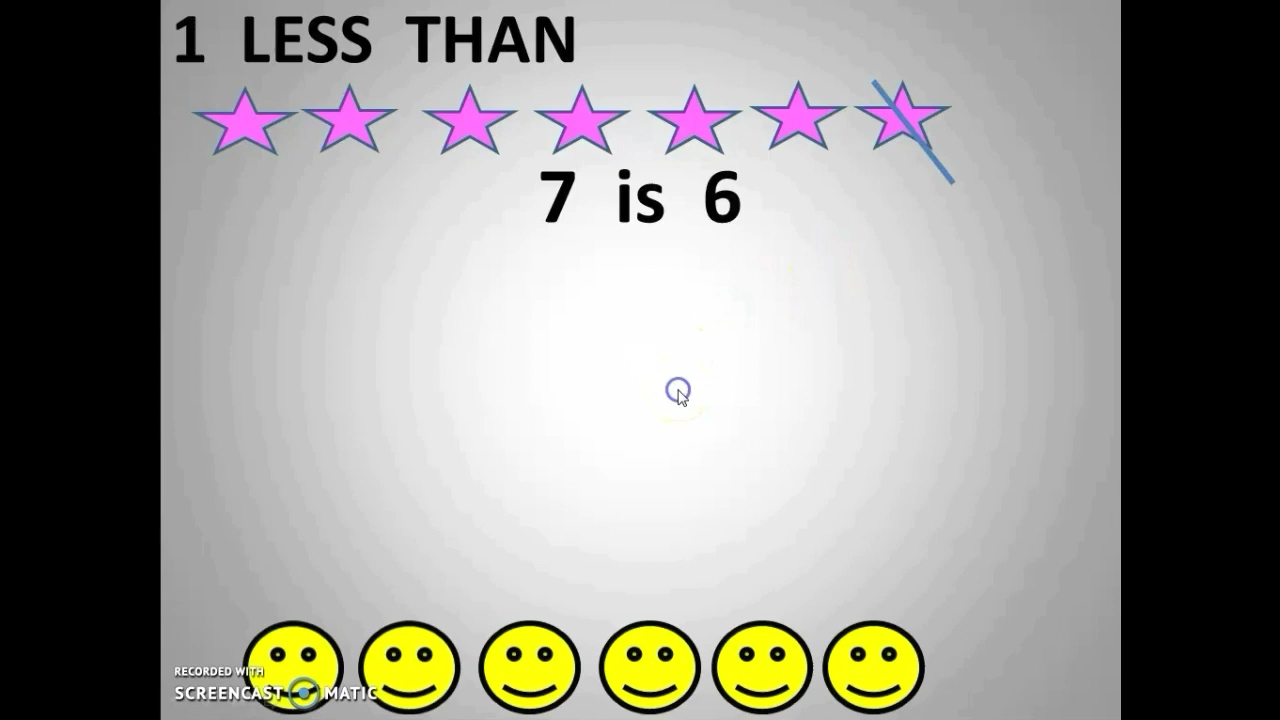 1 LESS THAN
7 is 6
RECORDED WITH
SCREENCAST MATIC